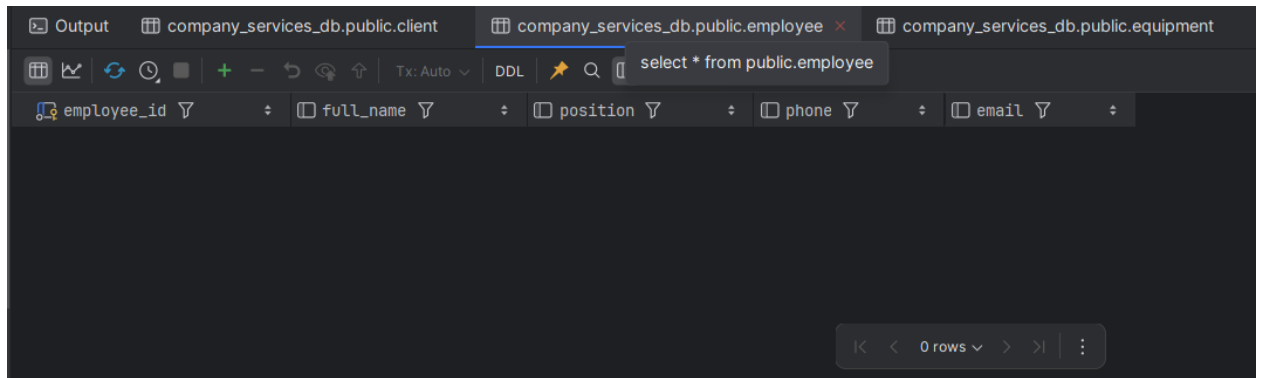 Output company_services_db.public.client company_services_db.public.employee × company_services_db.public.equipment
Tx: Auto DDL select * from public.employee
employee_id full_name position phone email
0 rows